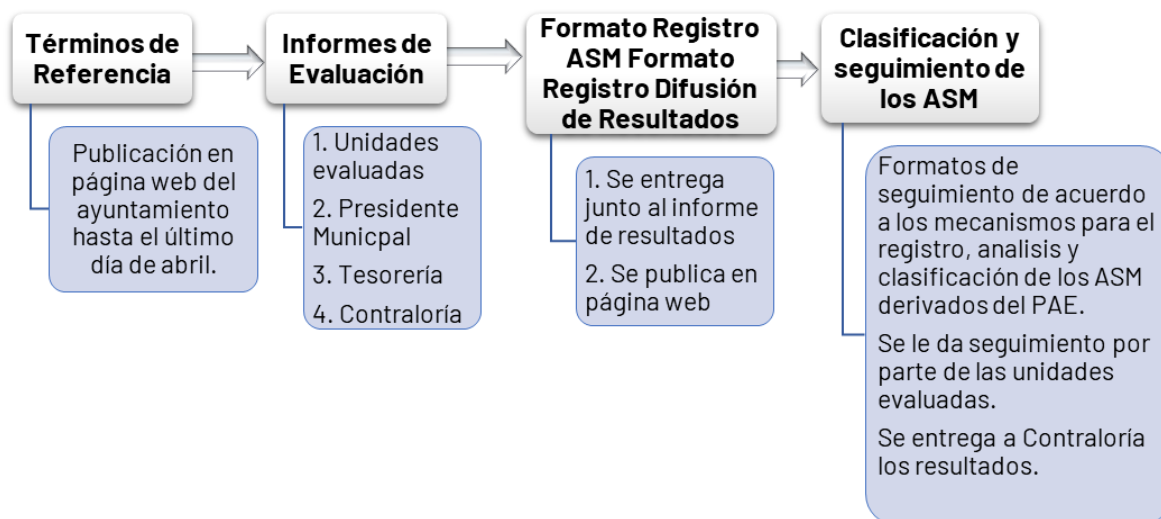 Términos de
Referencia
Publicación en
página web del
ayuntamiento
hasta el último
día de abril.
Informes de
Evaluación
1. Unidades
evaluadas
2. Presidente
Municpal
3. Tesorería
4. Contraloría
Formato Registro
ASM Formato
Registro Difusión
de Resultados
1. Se entrega
junto al informe
de resultados
2. Se publica en
página web
Clasificación y
seguimiento de
los ASM
Formatos de
seguimiento de acuerdo
a los mecanismos para el
registro, analisis y
clasificación de los ASM
derivados del PAE.
Se le da seguimiento por
parte de las unidades
evaluadas.
Se entrega a Contraloría
los resultados.